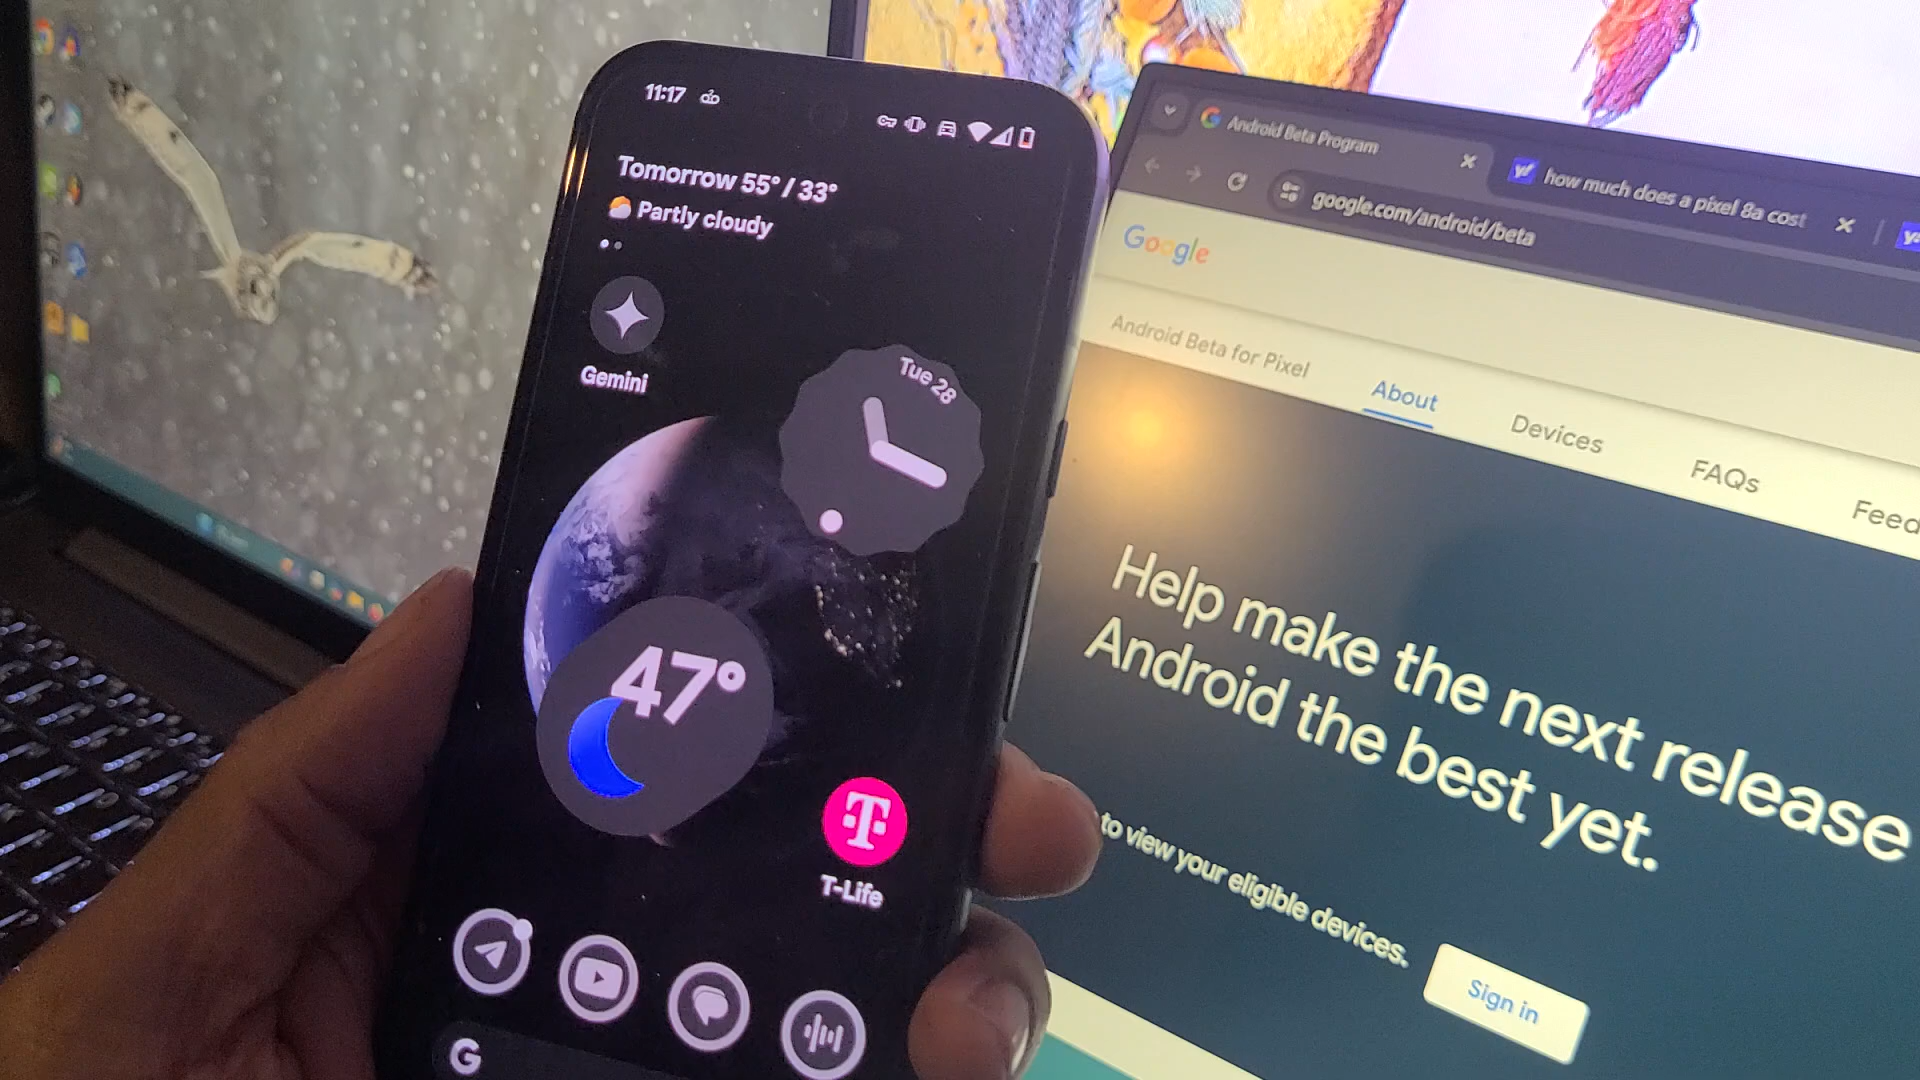 11:17
Tomorrow 55° / 33°
Partly cloudy
Gemini
Tue 28
47°
T
T-Life
G
Android Beta Program
how much does a pixel 8a cost
google.com/android/beta
Google
Android Beta for Pixel
About
Devices
FAQs
Feed
Help make the next release
Android the best yet.
to view your eligible devices.
Sign in